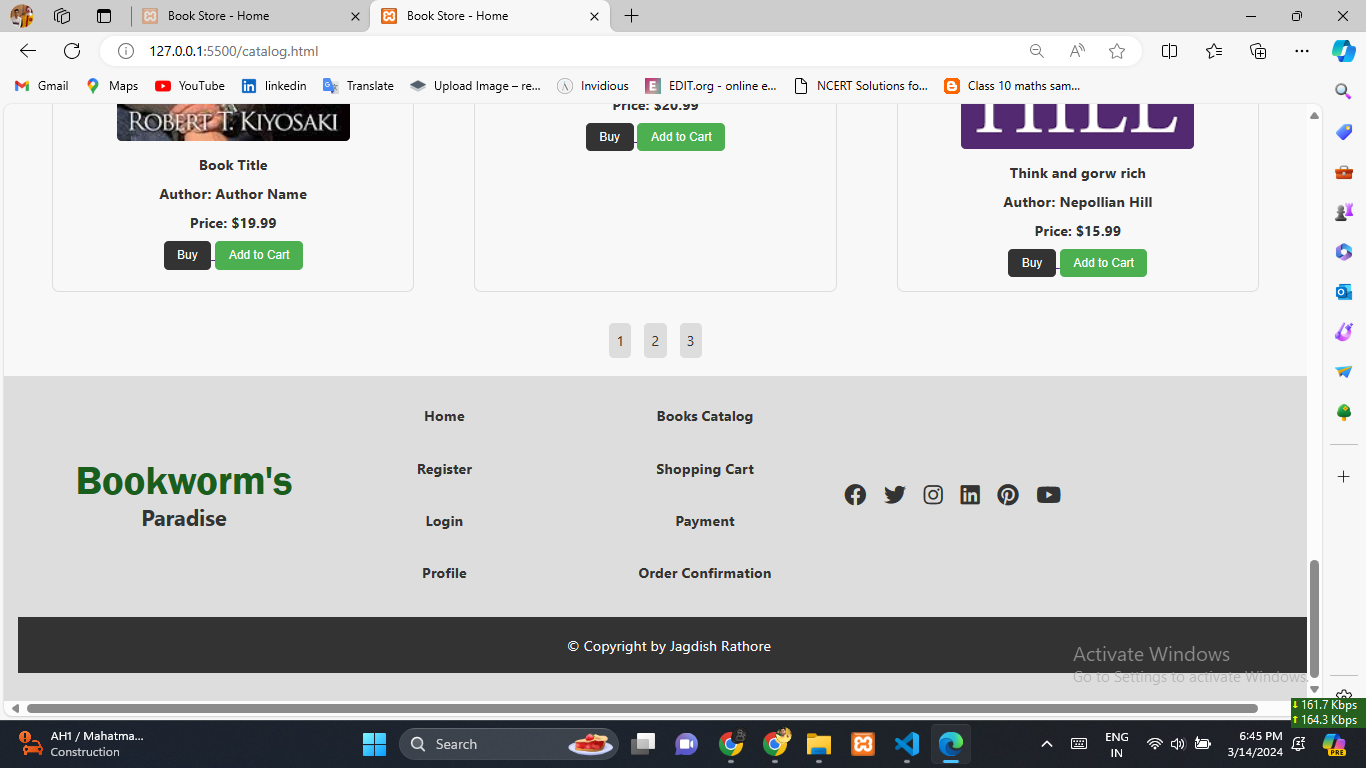 Book Store - Home
Book Store - Home
127.0.0.1:5500/catalog.html
Gmail
Maps
YouTube
linkedin
Translate
Upload Image – re...
Invidious
EDIT.org - online e...
NCERT Solutions fo...
Class 10 maths sam...
ROBERT T. KIYOSAKI
Book Title
Author: Author Name
Price: $19.99
Buy
Add to Cart
Price: $20.99
Buy
Add to Cart
HILL
Think and gorw rich
Author: Nepollian Hill
Price: $15.99
Buy
Add to Cart
1 2 3
Bookworm's
Paradise
Home
Register
Login
Profile
Books Catalog
Shopping Cart
Payment
Order Confirmation
© Copyright by Jagdish Rathore
Activate Windows
Go to Settings to activate Windows.
161.7 Kbps
164.3 Kbps
AH1 / Mahatma...
Construction
Search
ENG
IN
6:45 PM
3/14/2024
PRE